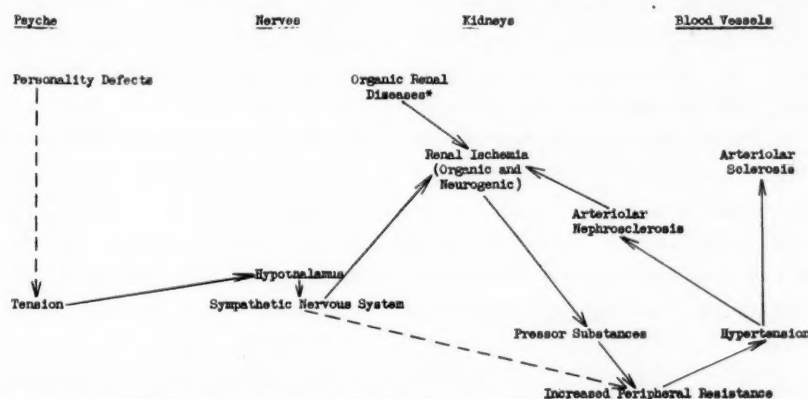 Psyche
Nerves
Kidneys
Blood Vessels
Personality Defects
Organic Renal
Diseases*
Renal Ischemia
(Organic and
Neurogenic)
Arteriolar
Sclerosis
Arteriolar
Nephrosclerosis
Hypothalamus
Tension
Sympathetic Nervous System
Pressor Substances
Hypertension
Increased Peripheral Resistance